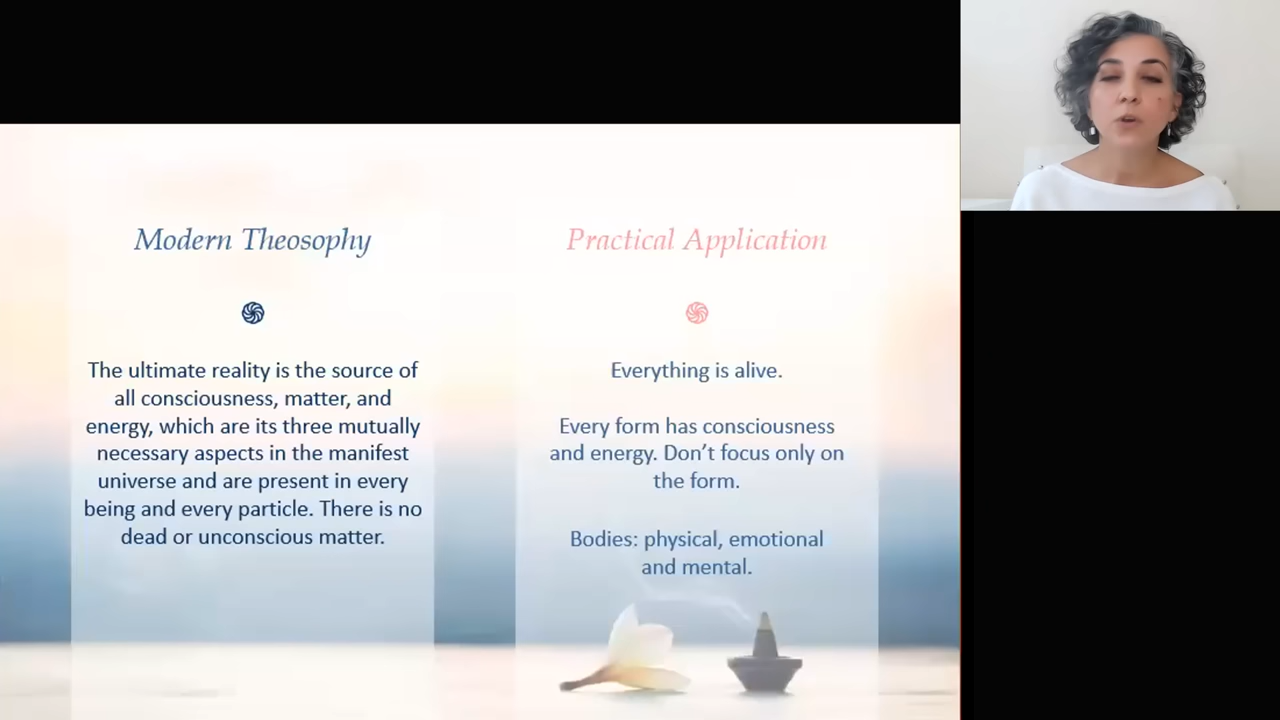 Modern Theosophy
The ultimate reality is the source of
all consciousness, matter, and
energy, which are its three mutually
necessary aspects in the manifest
universe and are present in every
being and every particle. There is no
dead or unconscious matter.
Practical Application
Everything is alive.
Every form has consciousness
and energy. Don’t focus only on
the form.
Bodies: physical, emotional
and mental.